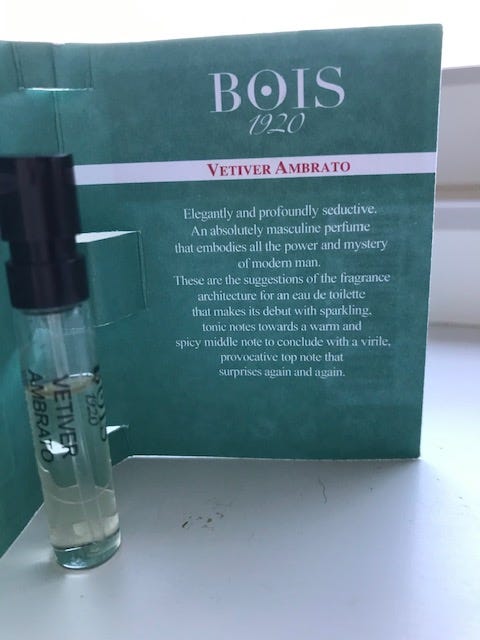 BOIS
1920
VETIVER AMBRATO
Elegantly and profoundly seductive.
An absolutely masculine perfume
that embodies all the power and mystery
of modern man.
These are the suggestions of the fragrance
architecture for an eau de toilette
that makes its debut with sparkling,
tonic notes towards a warm and
spicy middle note to conclude with a virile,
provocative top note that
surprises again and again.
BOIS
1920
VETIVER
AMBRATO